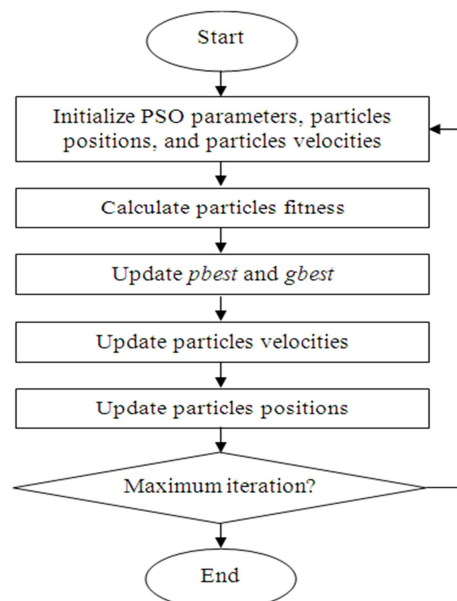 Start
Initialize PSO parameters, particles
positions, and particles velocities
Calculate particles fitness
Update pbest and gbest
Update particles velocities
Update particles positions
Maximum iteration?
End